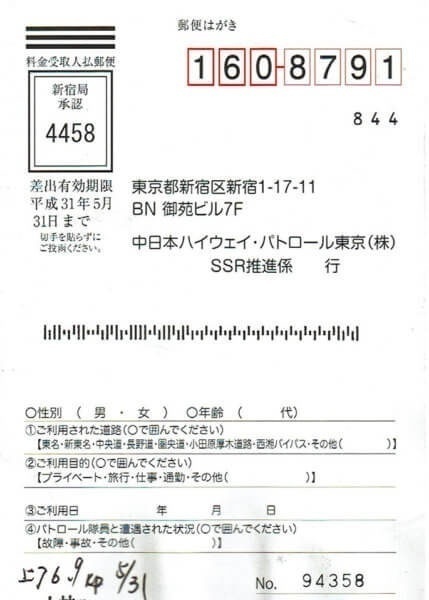 郵便はがき
料金受取人払郵便
新宿局
承認
4458
差出有効期限
平成31年5月
31日まで
切手を貼らずに
ご投函ください。
160-8791
844
東京都新宿区新宿1-17-11
BN 御苑ビル7F
中日本ハイウェイ・パトロール東京(株)
SSR推進係 行
○性別 ( 男 ・ 女 ) ○年齢 ( 代)
①ご利用された道路(○で囲んでください)
【東名・新東名・中央道・長野道・圏央道・小田原厚木道路・西湘バイパス・その他( )】
②ご利用目的(○で囲んでください)
【プライベート・旅行・仕事・通勤・その他( )】
③ご利用日 年 月 日
④パトロール隊員と遭遇された状況(○で囲んでください)
【故障・事故・その他( )】
上76.9 5/31
No. 94358